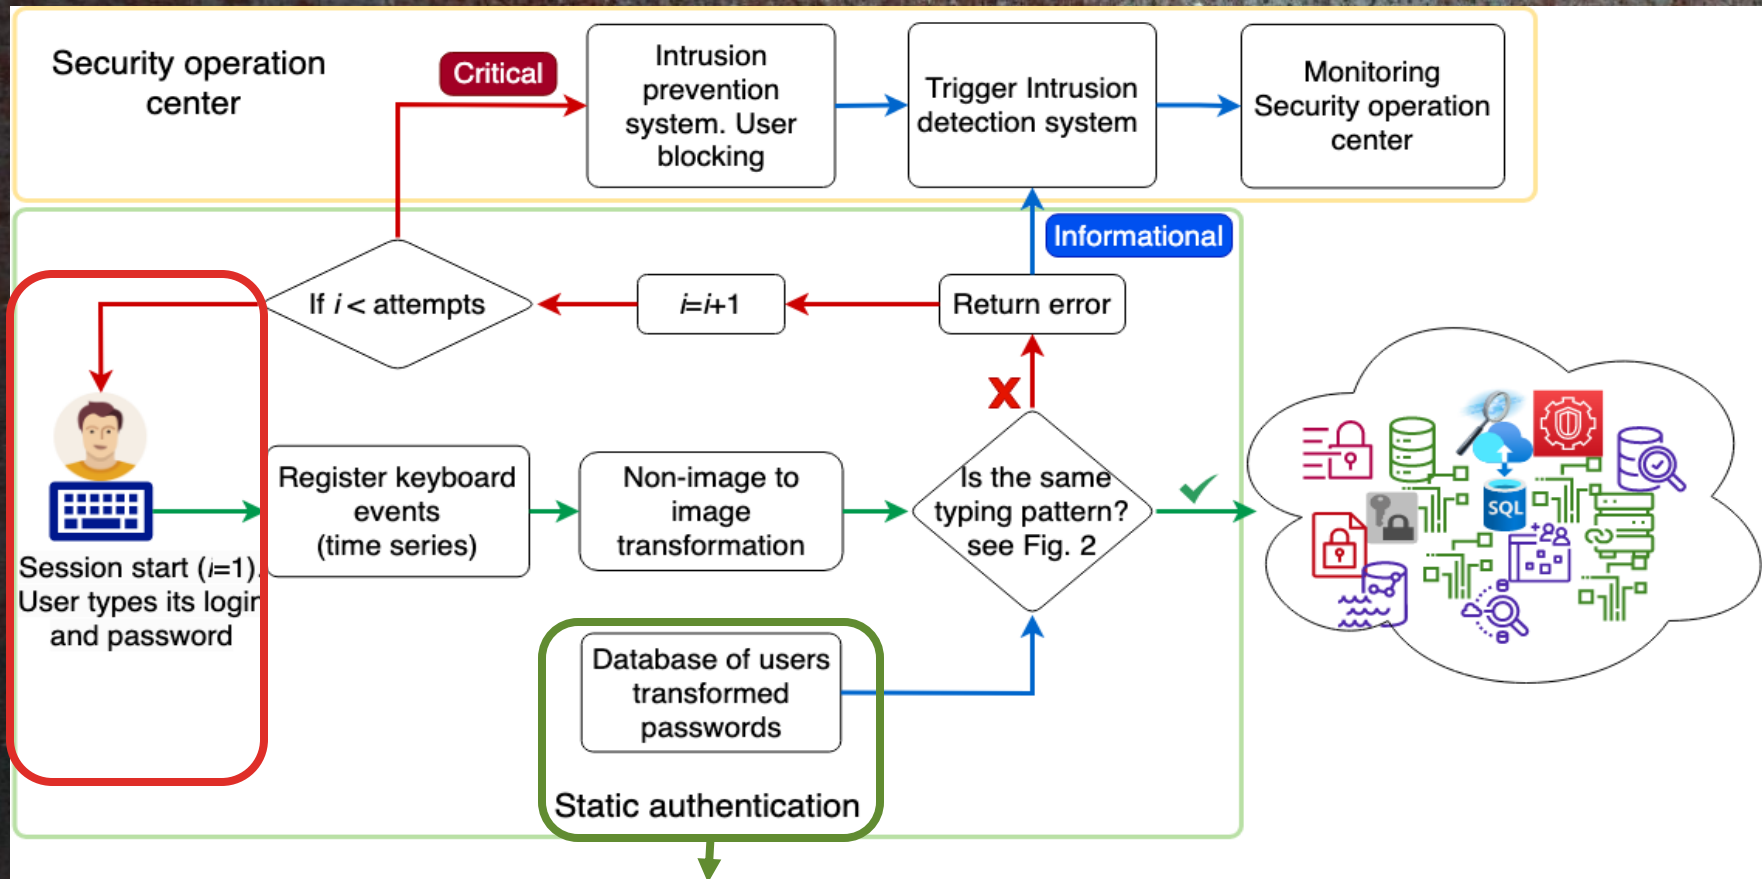 Security operation
center
Critical
Intrusion
prevention
system. User
blocking
Trigger Intrusion
detection system
Monitoring
Security operation
center
Informational
If i < attempts
i=i+1
Return error
X
Register keyboard
events
(time series)
Non-image to
image
transformation
Is the same
typing pattern?
see Fig. 2
SQL
Session start (i=1).
User types its login
and password
Database of users
transformed
passwords
Static authentication